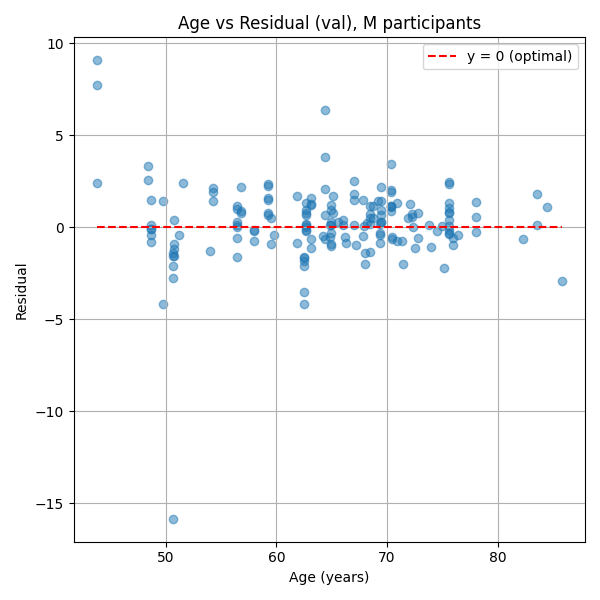 Age vs Residual (val), M participants
y = 0 (optimal)
10
5
0
−5
−10
−15
Residual
50 60 70 80
Age (years)